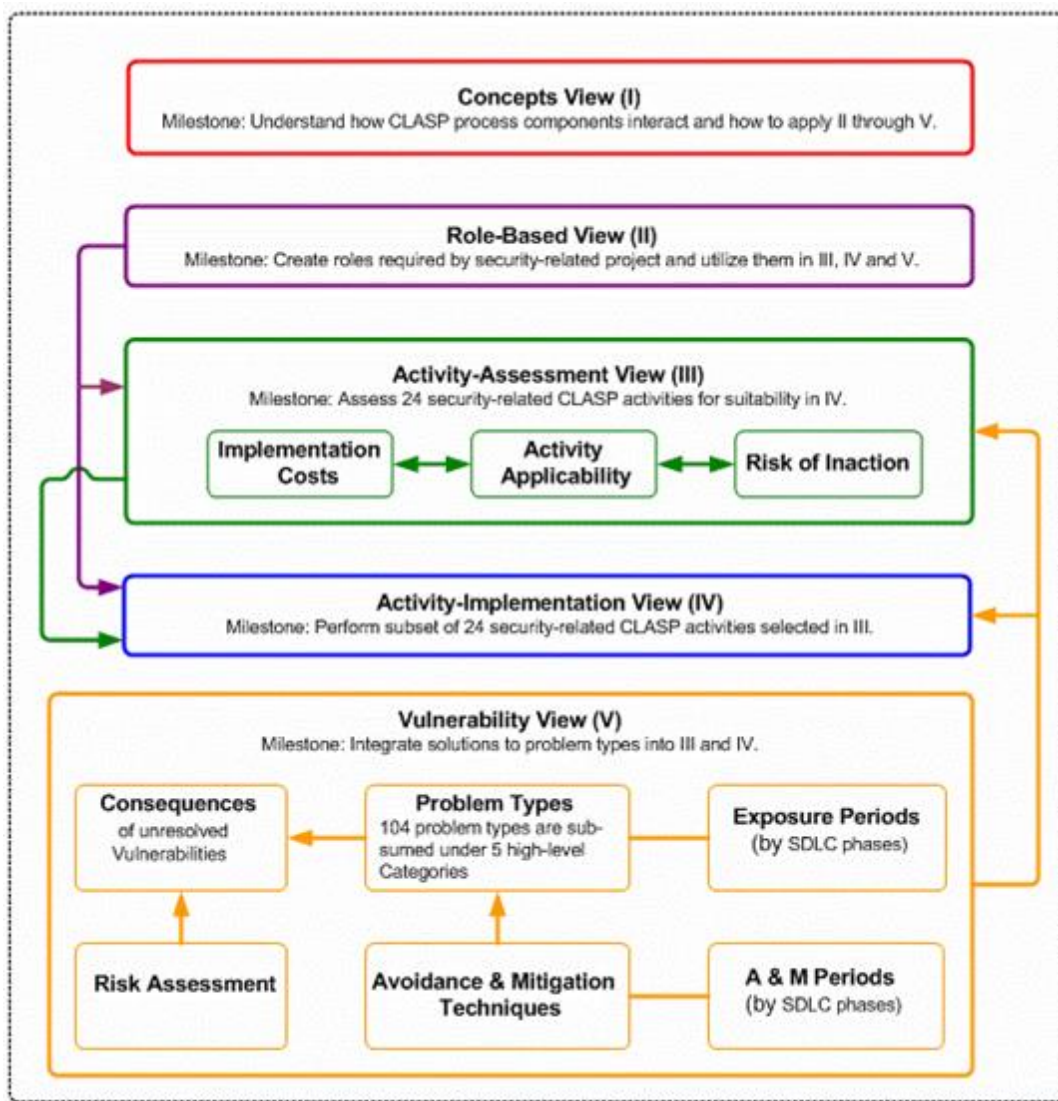 Concepts View (I)
Milestone: Understand how CLASP process components interact and how to apply II through V.
Role-Based View (II)
Milestone: Create roles required by security-related project and utilize them in III, IV and V.
Activity-Assessment View (III)
Milestone: Assess 24 security-related CLASP activities for suitability in IV.
Implementation
Costs
Activity
Applicability
Risk of Inaction
Activity-Implementation View (IV)
Milestone: Perform subset of 24 security-related CLASP activities selected in III.
Vulnerability View (V)
Milestone: Integrate solutions to problem types into III and IV.
Consequences
of unresolved
Vulnerabilities
Problem Types
104 problem types are sub-
sumed under 5 high-level
Categories
Exposure Periods
(by SDLC phases)
Risk Assessment
Avoidance & Mitigation
Techniques
A & M Periods
(by SDLC phases)